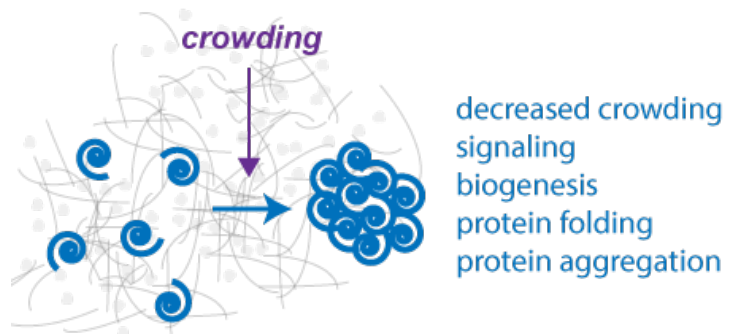 crowding
decreased crowding
signaling
biogenesis
protein folding
protein aggregation